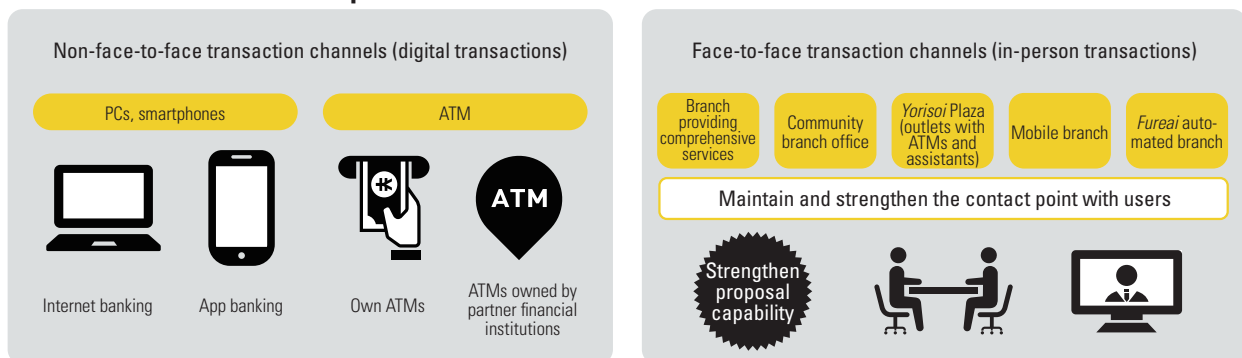 Non-face-to-face transaction channels (digital transactions)
PCs, smartphones
ATM
ATM
Internet banking
App banking
Own ATMs
ATMs owned by
partner financial
institutions
Face-to-face transaction channels (in-person transactions)
Branch
providing
comprehensive
services
Community
branch office
Yorisoi Plaza
(outlets with
ATMs and
assistants)
Mobile branch
Fureai auto-
mated branch
Maintain and strengthen the contact point with users
Strengthen
proposal
capability